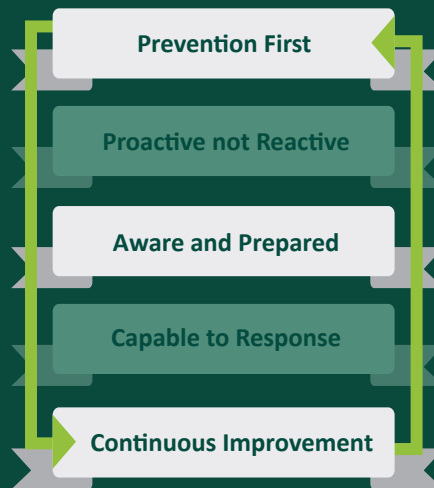 Prevention First
Proactive not Reactive
Aware and Prepared
Capable to Response
Continuous Improvement